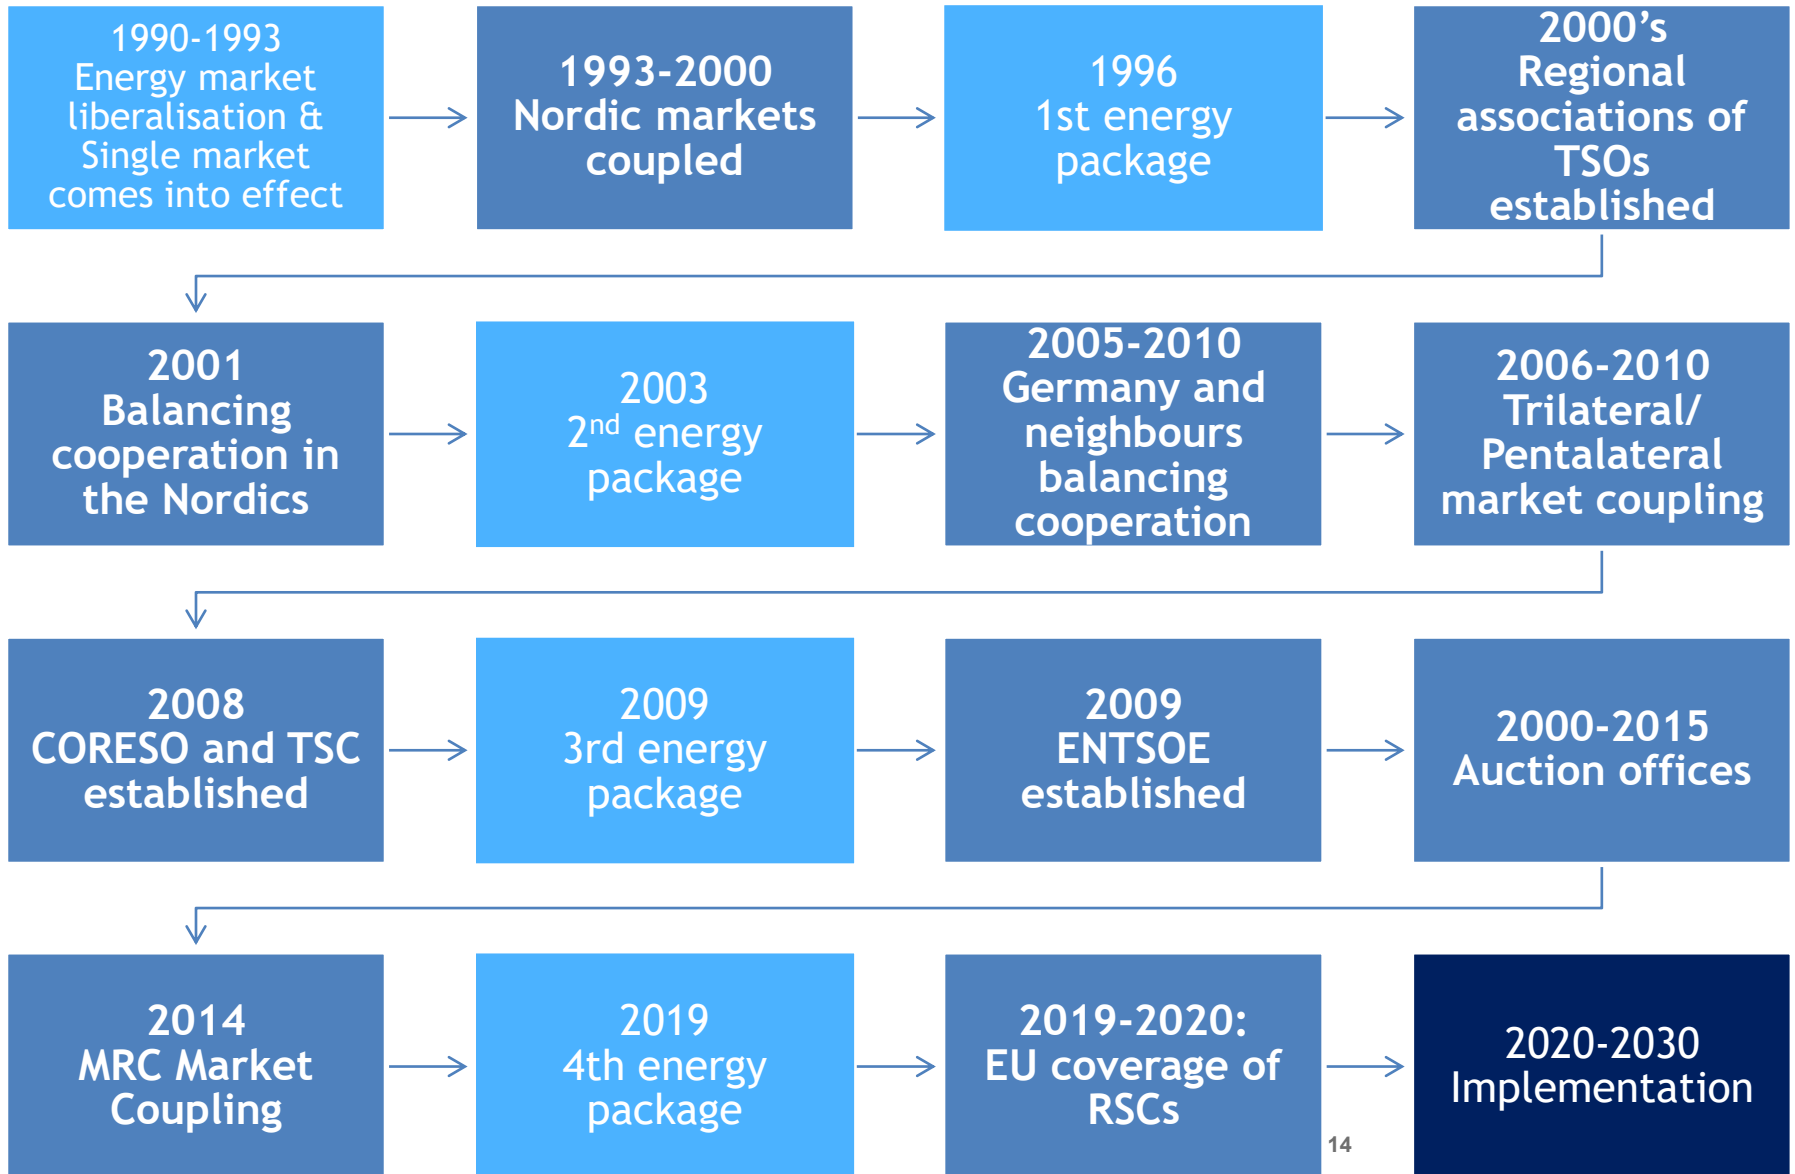 1990-1993
Energy market
liberalisation &
Single market
comes into effect
1993-2000
Nordic markets
coupled
1996
1st energy
package
2000’s
Regional
associations of
TSOs
established
2001
Balancing
cooperation in
the Nordics
2003
2nd energy
package
2005-2010
Germany and
neighbours
balancing
cooperation
2006-2010
Trilateral/
Pentalateral
market coupling
2008
CORESO and TSC
established
2009
3rd energy
package
2009
ENTSOE
established
2000-2015
Auction offices
2014
MRC Market
Coupling
2019
4th energy
package
2019-2020:
EU coverage of
RSCs
2020-2030
Implementation
14